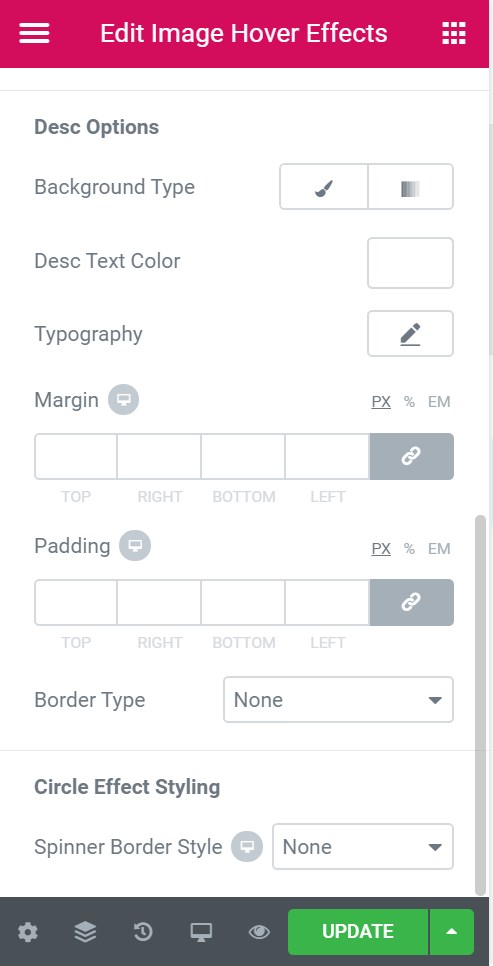 Edit Image Hover Effects
Desc Options
Background Type
Desc Text Color
Typography
Margin PX % EM
TOP RIGHT BOTTOM LEFT
Padding PX % EM
TOP RIGHT BOTTOM LEFT
Border Type None
Circle Effect Styling
Spinner Border Style None
UPDATE